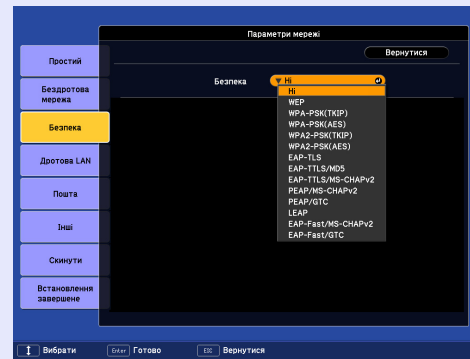 Параметри мережі
Вернутися
Простий
Бездротова
мережа
Безпека
Дротова LAN
Пошта
Інші
Скинути
Встановлення
завершене
Безпека
Ні
Ні
WEP
WPA-PSK(TKIP)
WPA-PSK(AES)
WPA2-PSK(TKIP)
WPA2-PSK(AES)
EAP-TLS
EAP-TTLS/MD5
EAP-TTLS/MS-CHAPv2
PEAP/MS-CHAPv2
PEAP/GTC
LEAP
EAP-Fast/MS-CHAPv2
EAP-Fast/GTC
Вибрати Enter Готово ESC Вернутися